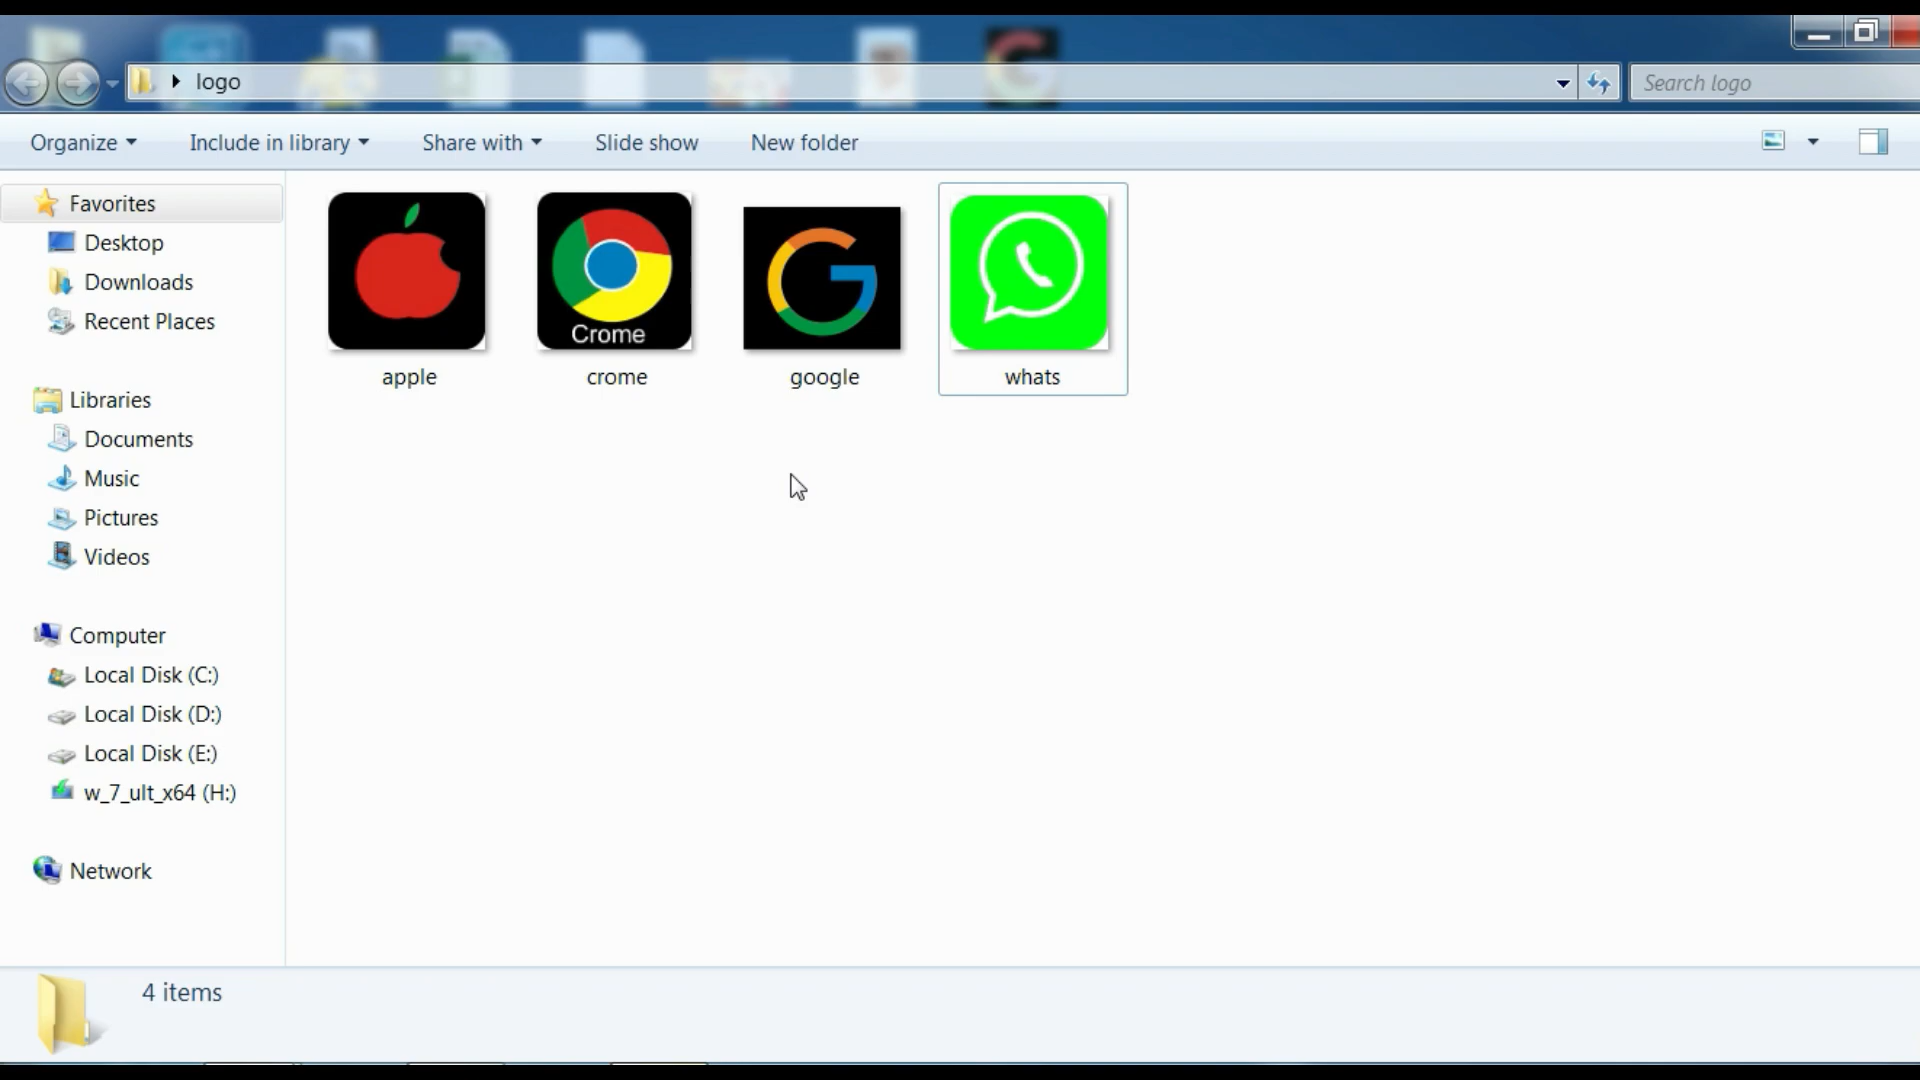 logo
Search logo
Organize
Include in library
Share with
Slide show
New folder
Favorites
Desktop
Downloads
Recent Places
Libraries
Documents
Music
Pictures
Videos
Computer
Local Disk (C:)
Local Disk (D:)
Local Disk (E:)
w_7_ult_x64 (H:)
Network
Crome
apple
crome
google
whats
4 items